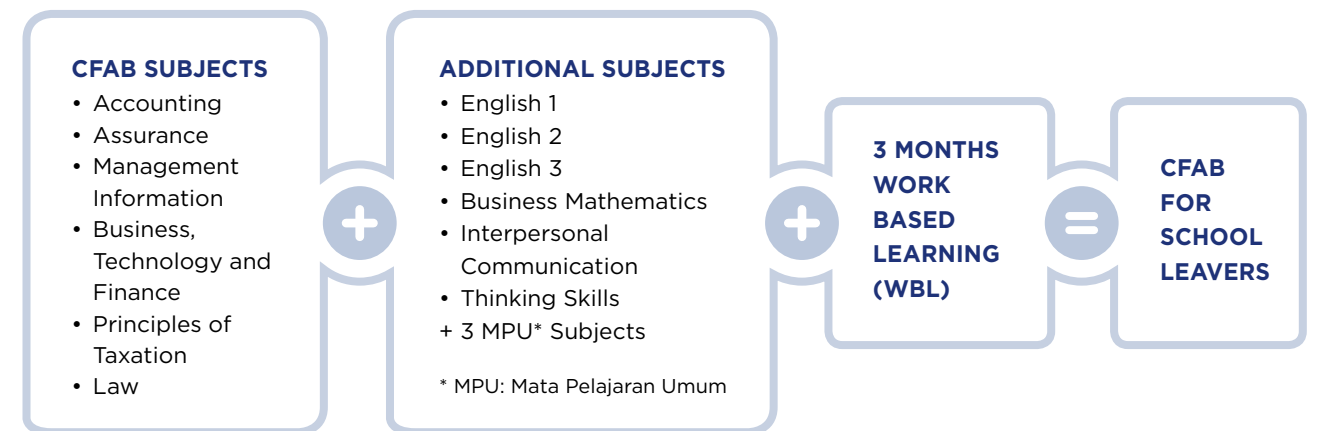 CFAB SUBJECTS
• Accounting
• Assurance
• Management
Information
• Business,
Technology and
Finance
• Principles of
Taxation
• Law
+
ADDITIONAL SUBJECTS
• English 1
• English 2
• English 3
• Business Mathematics
• Interpersonal
Communication
• Thinking Skills
+ 3 MPU* Subjects
* MPU: Mata Pelajaran Umum
+
3 MONTHS
WORK
BASED
LEARNING
(WBL)
=
CFAB
FOR
SCHOOL
LEAVERS